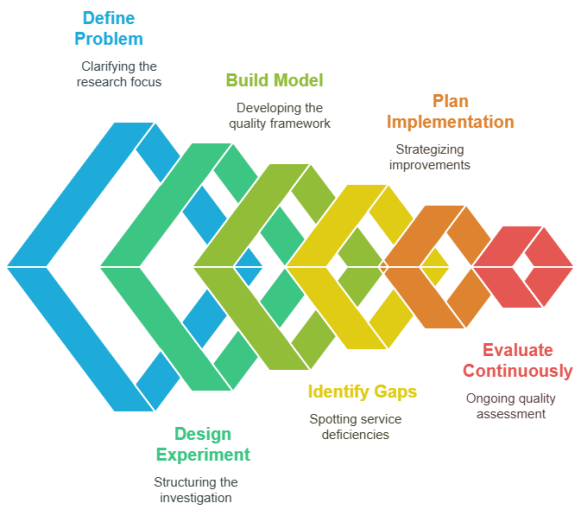 Define
Problem
Clarifying the
research focus
Build Model
Developing the
quality framework
Plan
Implementation
Strategizing
improvements
Design
Experiment
Structuring the
investigation
Identify Gaps
Spotting service
deficiencies
Evaluate
Continuously
Ongoing quality
assessment